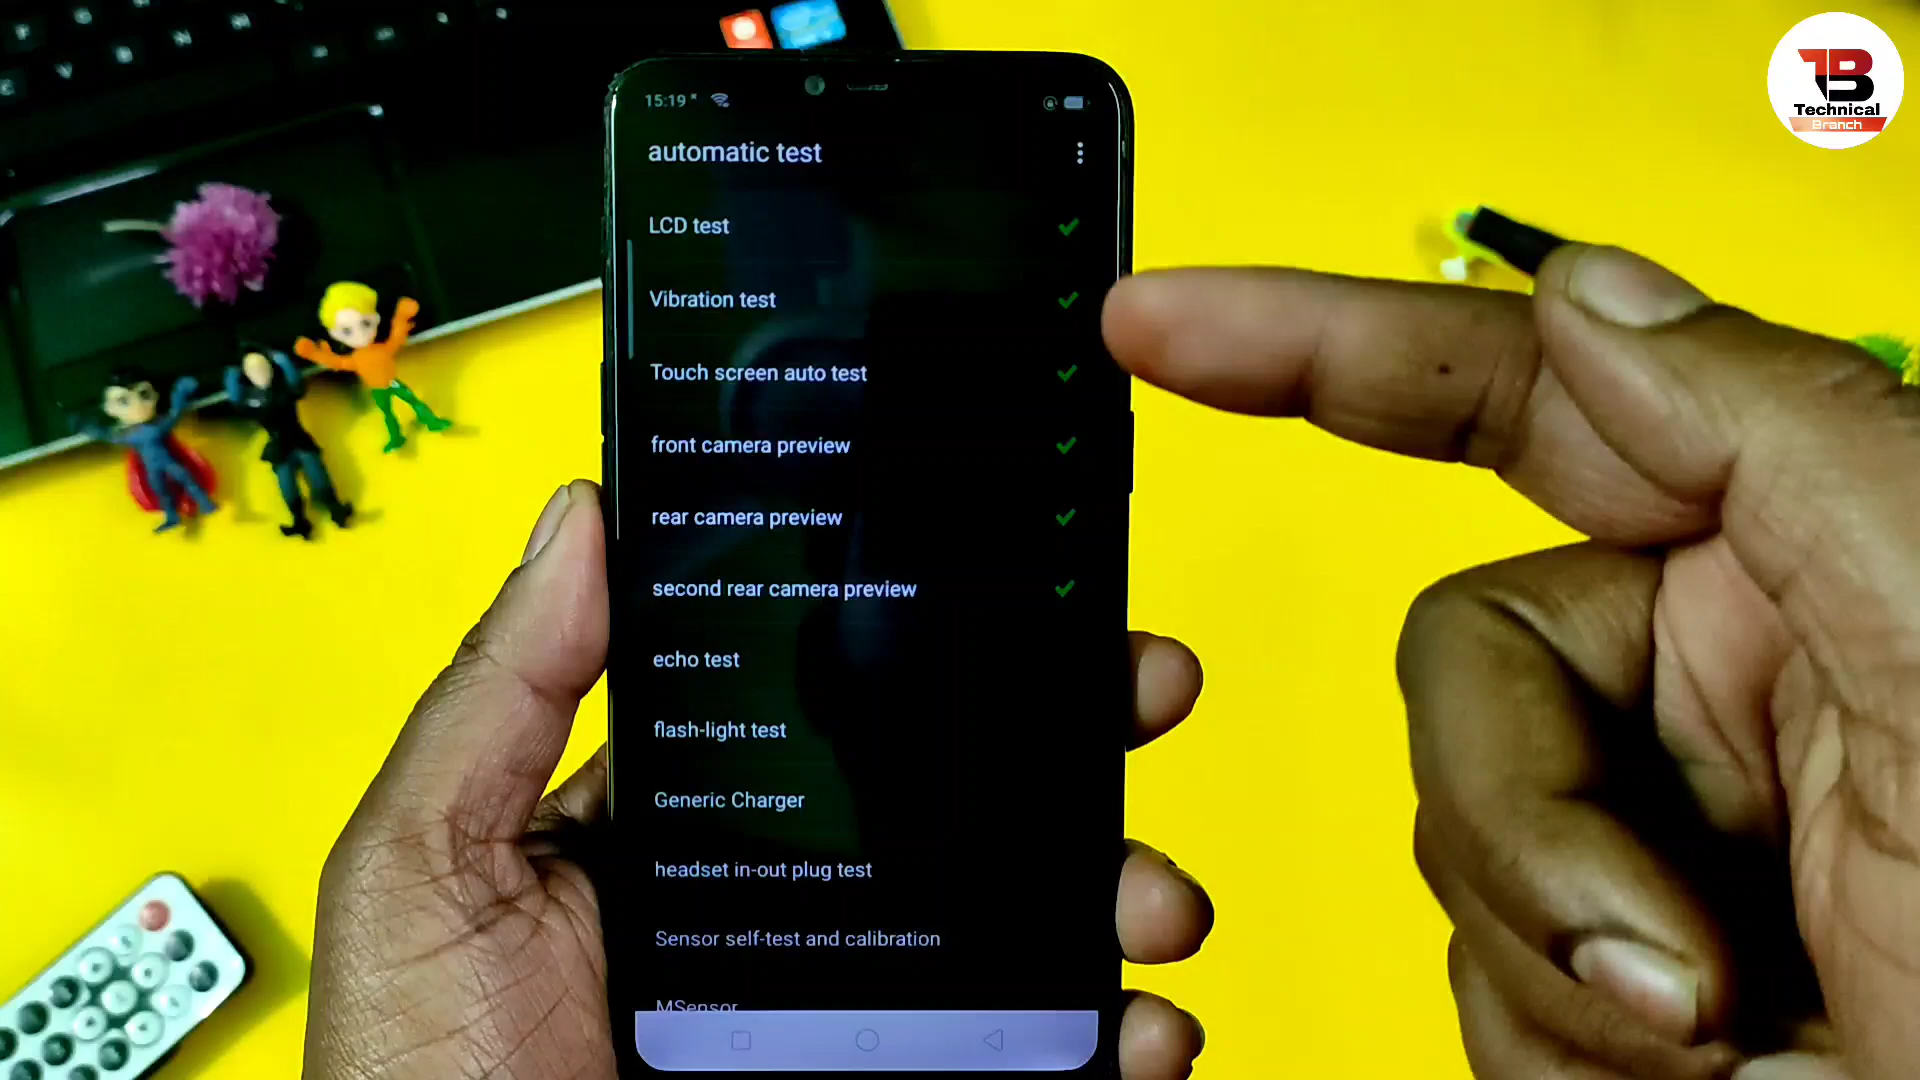 TB
Technical
Branch
15:19
automatic test
LCD test
Vibration test
Touch screen auto test
front camera preview
rear camera preview
second rear camera preview
echo test
flash-light test
Generic Charger
headset in-out plug test
Sensor self-test and calibration
MSensor